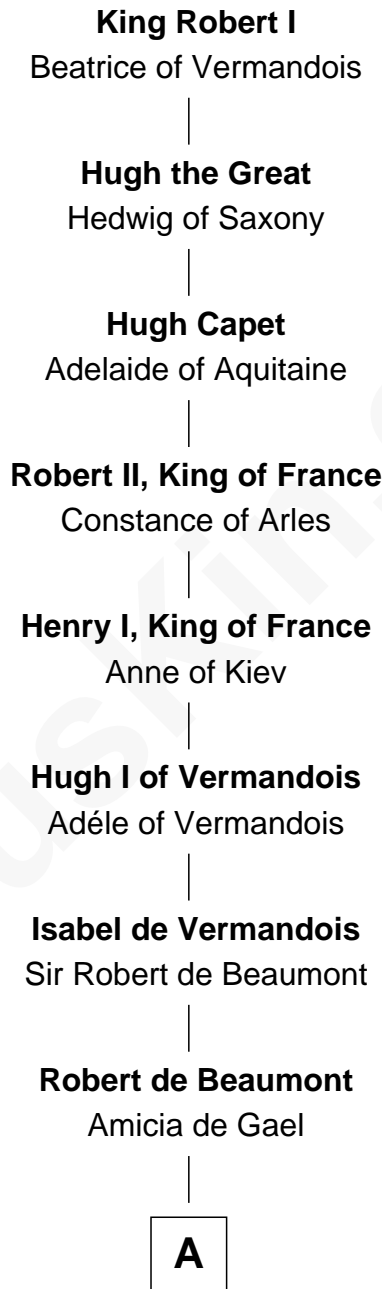 King Robert I
Beatrice of Vermandois
Hugh the Great
Hedwig of Saxony
Hugh Capet
Adelaide of Aquitaine
Robert II, King of France
Constance of Arles
Henry I, King of France
Anne of Kiev
Hugh I of Vermandois
Adéle of Vermandois
Isabel de Vermandois
Sir Robert de Beaumont
Robert de Beaumont
Amicia de Gael
A